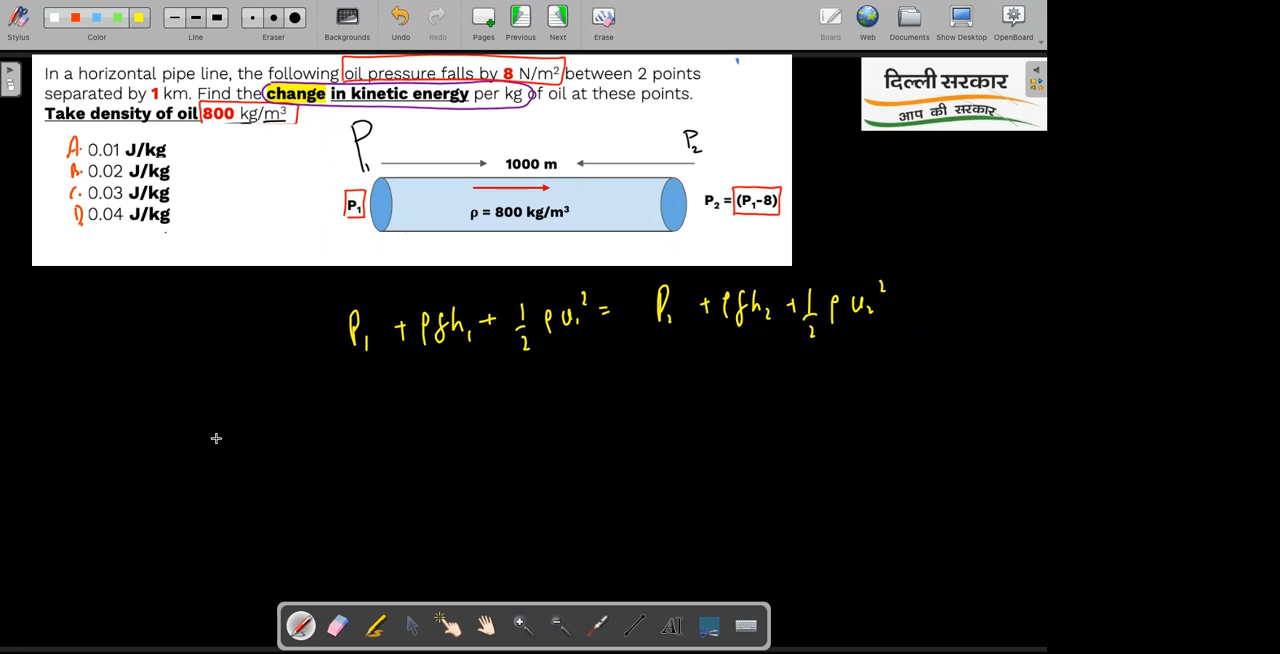 Stylus Color Line Eraser Backgrounds Undo Redo Pages Previous Next Erase Board Web Documents Show Desktop OpenBoard
In a horizontal pipe line, the following oil pressure falls by 8 N/m² between 2 points
separated by 1 km. Find the change in kinetic energy per kg of oil at these points.
Take density of oil 800 kg/m³
A. 0.01 J/kg
B. 0.02 J/kg
C. 0.03 J/kg
D 0.04 J/kg
P₁ P₂
1000 m
P₁ ρ = 800 kg/m³ P₂ = (P₁-8)
दिल्ली सरकार
आप की सरकार
P₁ + ρgh₁ + 1/2 ρv₁² = P₂ + ρgh₂ + 1/2 ρv₂²
AI